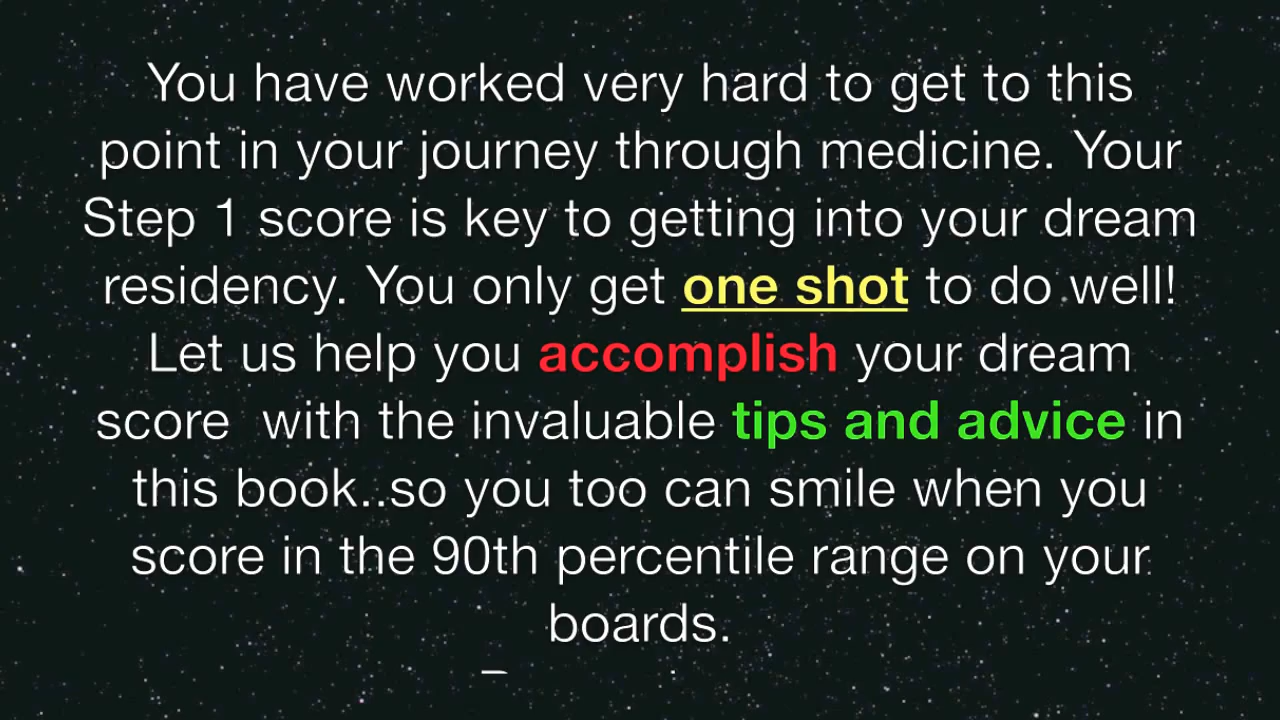 You have worked very hard to get to this
point in your journey through medicine. Your
Step 1 score is key to getting into your dream
residency. You only get one shot to do well!
Let us help you accomplish your dream
score  with the invaluable tips and advice in
this book..so you too can smile when you
score in the 90th percentile range on your
boards.